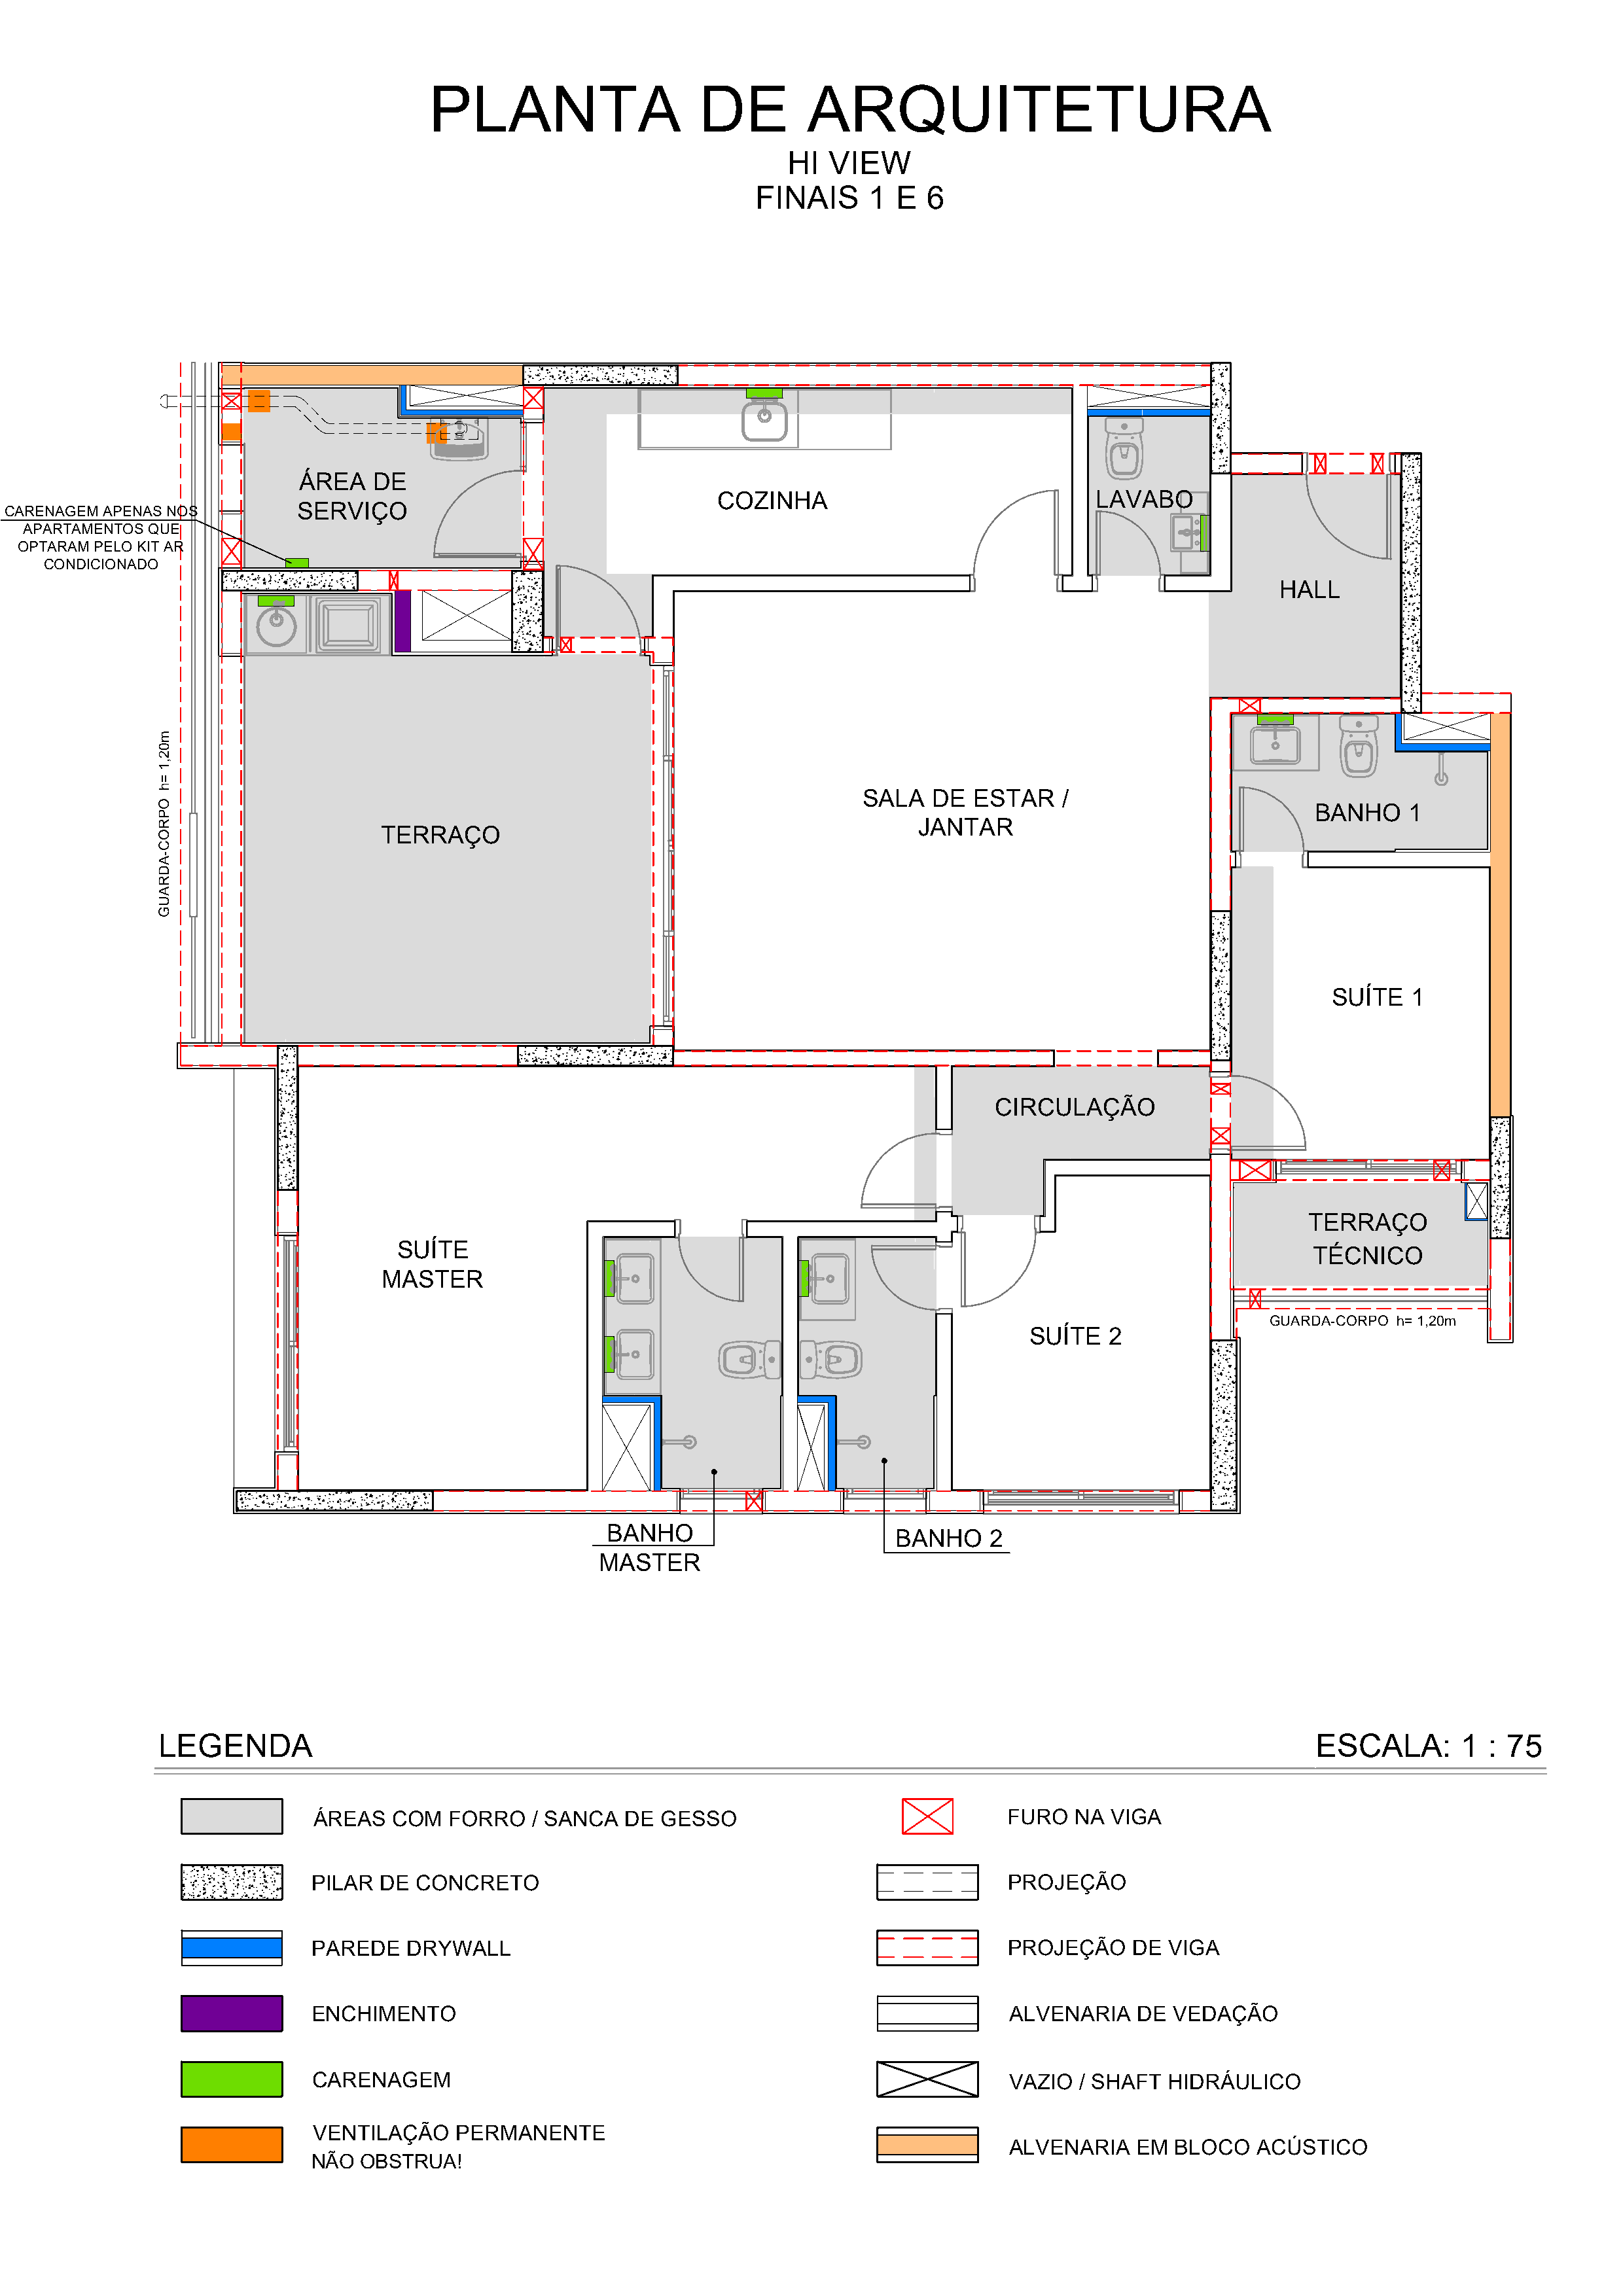 PLANTA DE ARQUITETURA
HI VIEW
FINAIS 1 E 6
ÁREA DE
SERVIÇO
COZINHA
LAVABO
CARENAGEM APENAS NOS
APARTAMENTOS QUE
OPTARAM PELO KIT AR
CONDICIONADO
HALL
GUARDA-CORPO h= 1,20m
TERRAÇO
SALA DE ESTAR /
JANTAR
BANHO 1
SUÍTE 1
CIRCULAÇÃO
TERRAÇO
TÉCNICO
GUARDA-CORPO h= 1,20m
SUÍTE
MASTER
SUÍTE 2
BANHO
MASTER
BANHO 2
LEGENDA
ESCALA: 1 : 75
ÁREAS COM FORRO / SANCA DE GESSO
FURO NA VIGA
PILAR DE CONCRETO
PROJEÇÃO
PAREDE DRYWALL
PROJEÇÃO DE VIGA
ENCHIMENTO
ALVENARIA DE VEDAÇÃO
CARENAGEM
VAZIO / SHAFT HIDRÁULICO
VENTILAÇÃO PERMANENTE
NÃO OBSTRUA!
ALVENARIA EM BLOCO ACÚSTICO